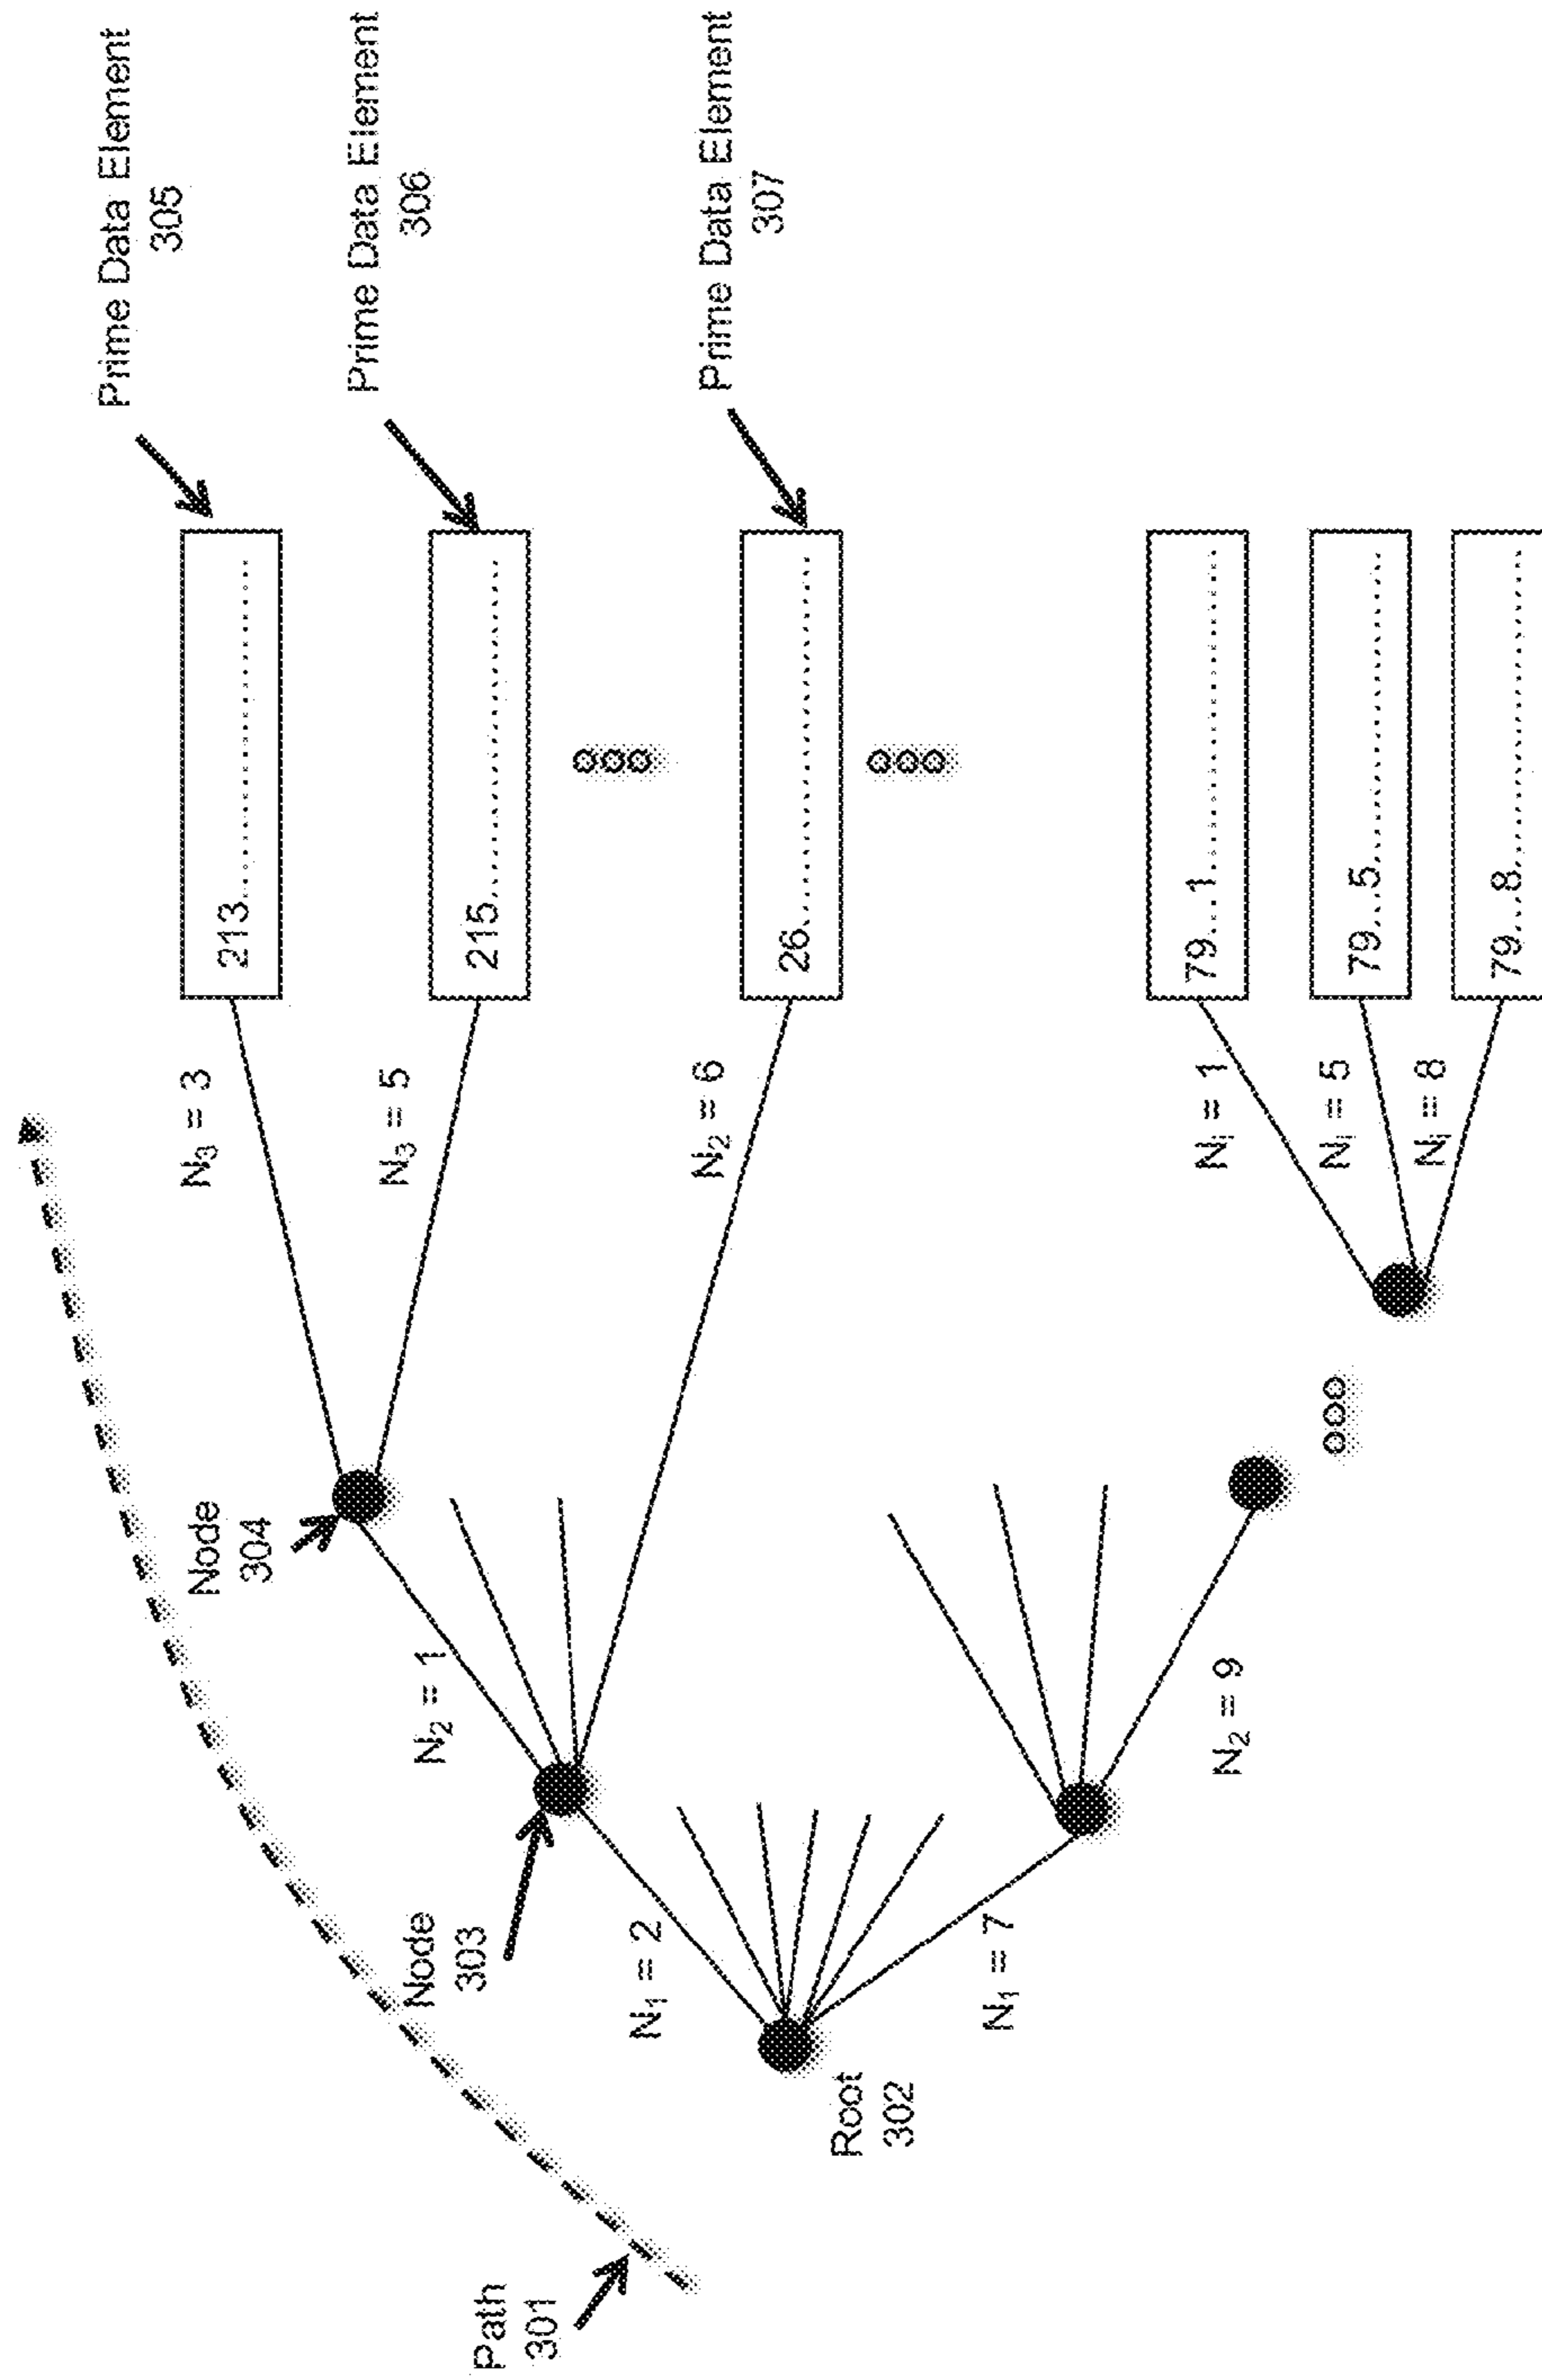 Path
301
Root
302
Node
303
Node
304
N₁ = 2
N₁ = 7
N₂ = 1
N₂ = 9
N₃ = 3
N₃ = 5
N₂ = 6
Nᵢ = 1
Nᵢ = 5
Nᵢ = 8
213....................
215....................
26....................
79...1....................
79...5....................
79...8....................
Prime Data Element
305
Prime Data Element
306
Prime Data Element
307